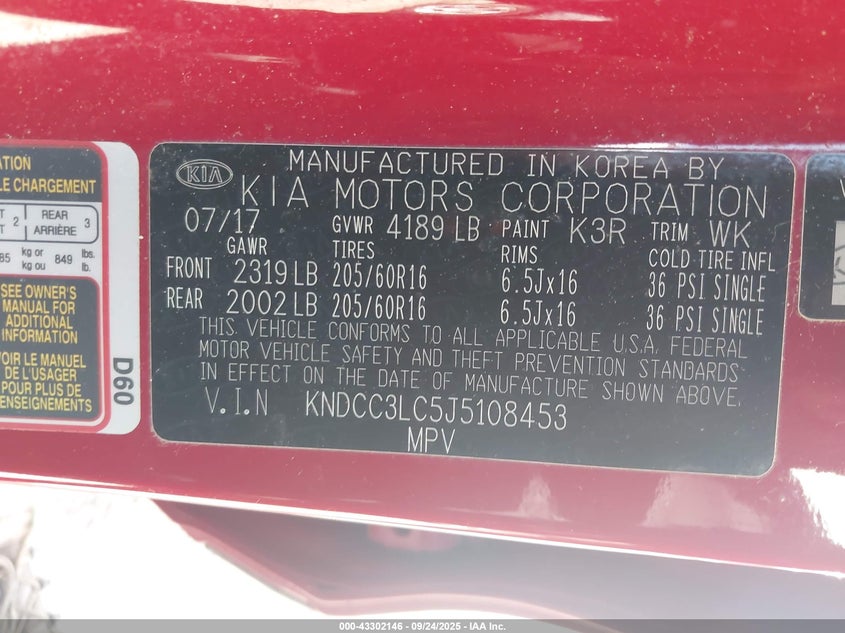 ATION
LE CHARGEMENT
2 REAR 3
ARRIÈRE
85 kg or 849 lbs.
kg ou lb.
SEE OWNER'S
MANUAL FOR
ADDITIONAL
INFORMATION
VOIR LE MANUEL
DE L'USAGER
POUR PLUS DE
RENSEIGNEMENTS
D60
KIA
MANUFACTURED IN KOREA BY
KIA MOTORS CORPORATION
07/17 GVWR 4189 LB PAINT K3R TRIM WK
GAWR TIRES RIMS COLD TIRE INFL
FRONT 2319 LB 205/60R16 6.5Jx16 36 PSI SINGLE
REAR 2002 LB 205/60R16 6.5Jx16 36 PSI SINGLE
THIS VEHICLE CONFORMS TO ALL APPLICABLE U.S.A. FEDERAL
MOTOR VEHICLE SAFETY AND THEFT PREVENTION STANDARDS
IN EFFECT ON THE DATE OF MANUFACTURE SHOWN ABOVE.
V.I.N KNDCC3LC5J5108453
MPV
000-43302146 - 09/24/2025 - IAA Inc.